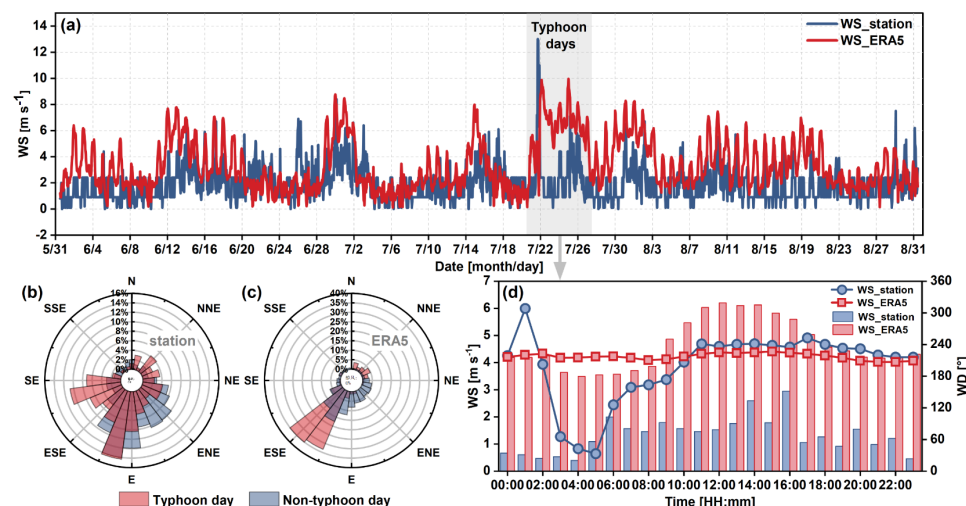 (a)
Typhoon
days
WS_station
WS_ERA5
WS [m s⁻¹]
14
12
10
8
6
4
2
0
-2
5/31 6/4 6/8 6/12 6/16 6/20 6/24 6/28 7/2 7/6 7/10 7/14 7/18 7/22 7/26 7/30 8/3 8/7 8/11 8/15 8/19 8/23 8/27 8/31
Date [month/day]
(b)
N
NNE
NE
ENE
E
ESE
SE
SSE
16%
14%
12%
10%
8%
6%
4%
2%
0%
station
(c)
N
NNE
NE
ENE
E
ESE
SE
SSE
40%
35%
30%
25%
20%
15%
10%
5%
0%
ERA5
Typhoon day
Non-typhoon day
(d)
WS_station
WS_ERA5
WS_station
WS_ERA5
WS [m s⁻¹]
7
6
5
4
3
2
1
0
WD [°]
360
300
240
180
120
60
0
00:00 02:00 04:00 06:00 08:00 10:00 12:00 14:00 16:00 18:00 20:00 22:00
Time [HH:mm]